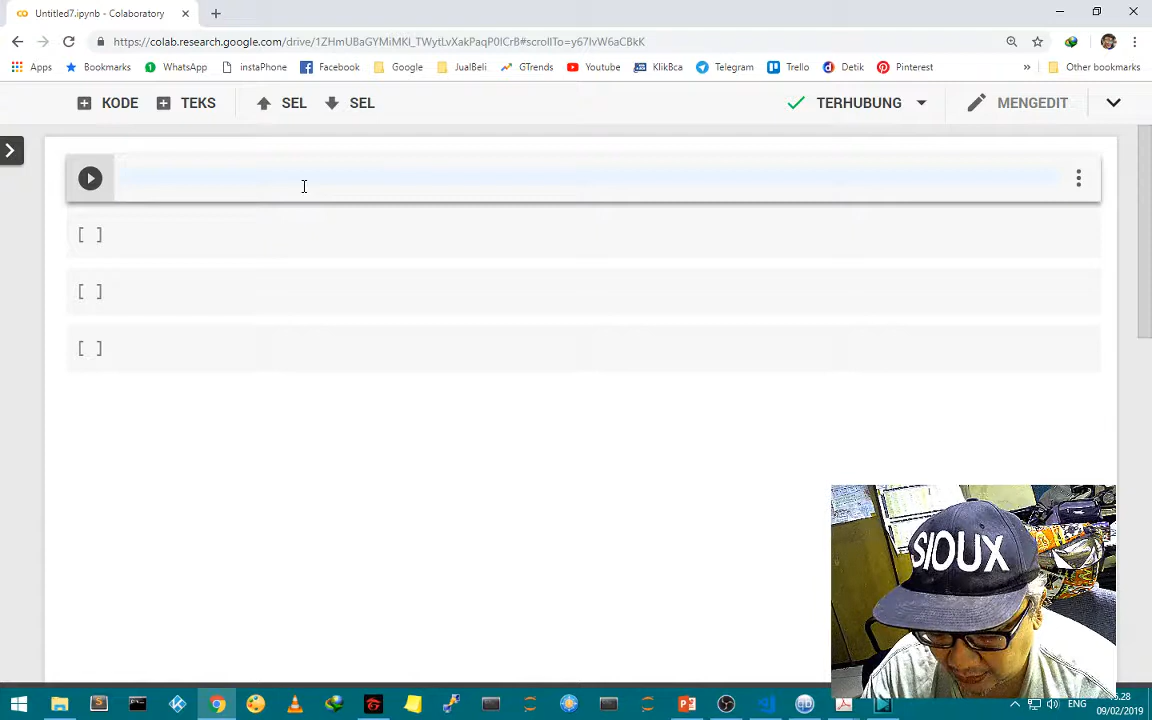 Untitled7.ipynb - Colaboratory
https://colab.research.google.com/drive/1ZHmUBaGYMiMKl_TWytLvXakPaqP0ICrB#scrollTo=y67IvW6aCBkK
Apps Bookmarks WhatsApp instaPhone Facebook Google JualBeli GTrends Youtube KlikBca Telegram Trello Detik Pinterest » Other bookmarks
KODE TEKS SEL SEL TERHUBUNG MENGEDIT
[ ]
[ ]
[ ]
SIOUX
ENG
09/02/2019